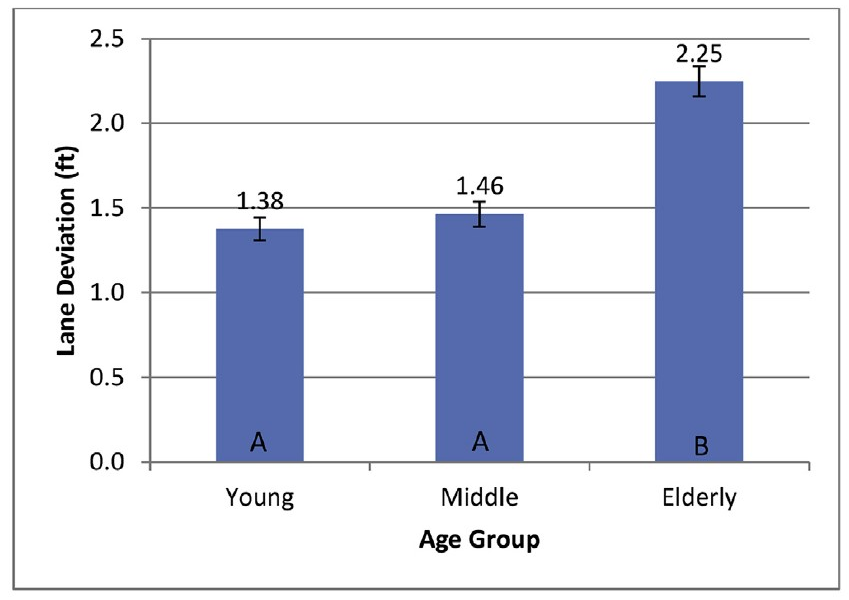 2.5
2.25
2.0
1.46
1.38
1.5
1.0
0.5
A
A
B
0.0
Young
Middle
Elderly
Age Group
Lane Deviation (ft)